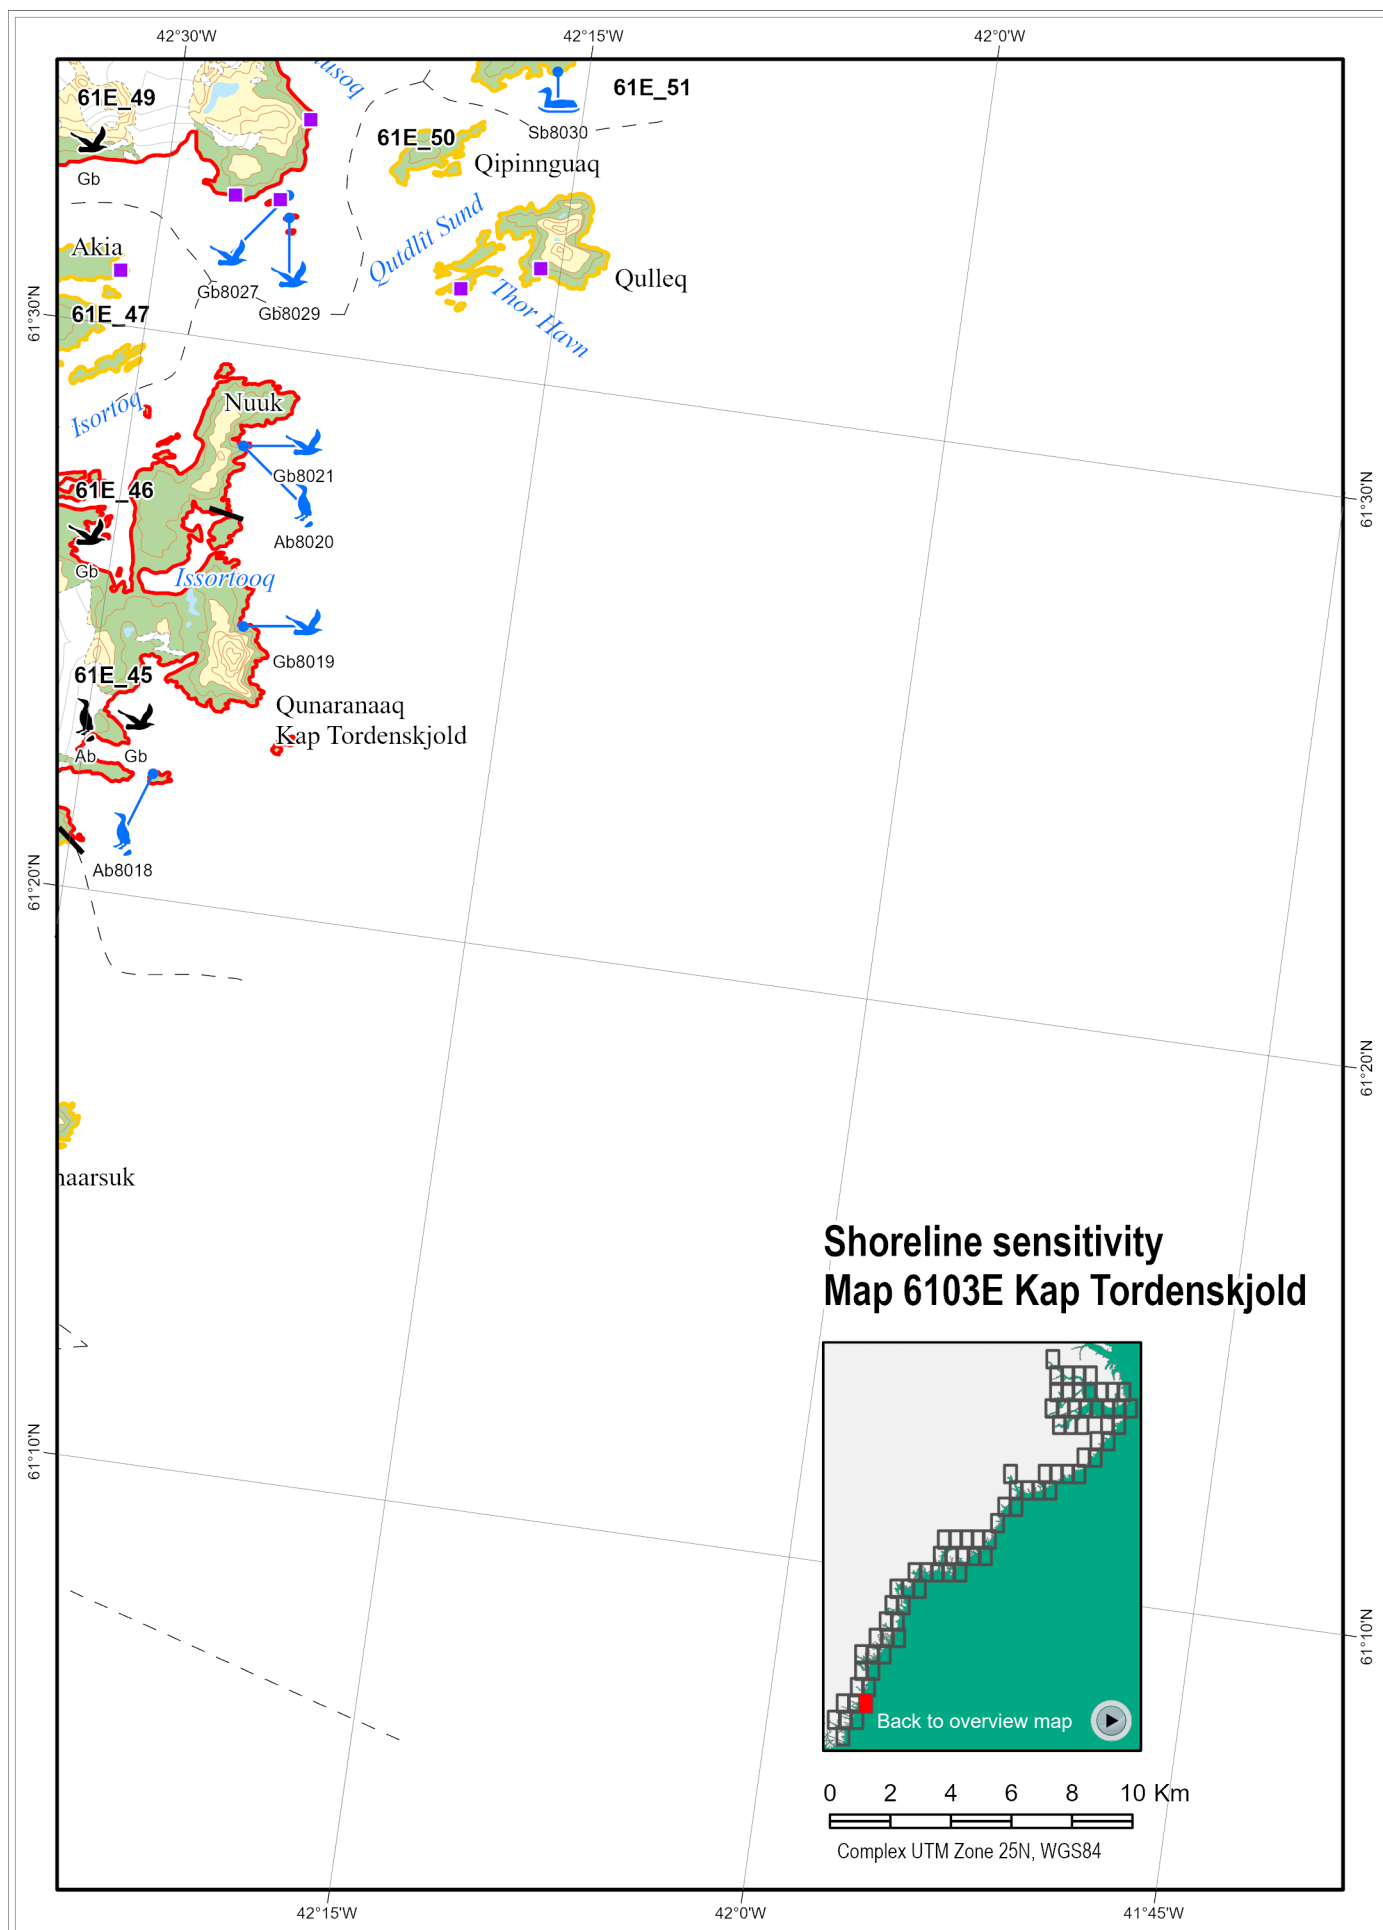 42°30'W
42°15'W
42°0'W
usoq
61E_49
61E_51
61E_50
Sb8030
Qipinnguaq
Gb
Qutdlît Sund
Akia
Qulleq
Gb8027
Gb8029
Thor Havn
61°30'N
61E_47
Isortoq
Nuuk
Gb8021
61E_46
61°30'N
Ab8020
Gb
Issortooq
Gb8019
61E_45
Qunaranaaq
Kap Tordenskjold
Ab
Gb
Ab8018
61°20'N
61°20'N
naarsuk
Shoreline sensitivity
Map 6103E Kap Tordenskjold
61°10'N
61°10'N
Back to overview map
0 2 4 6 8 10 Km
Complex UTM Zone 25N, WGS84
42°15'W
42°0'W
41°45'W